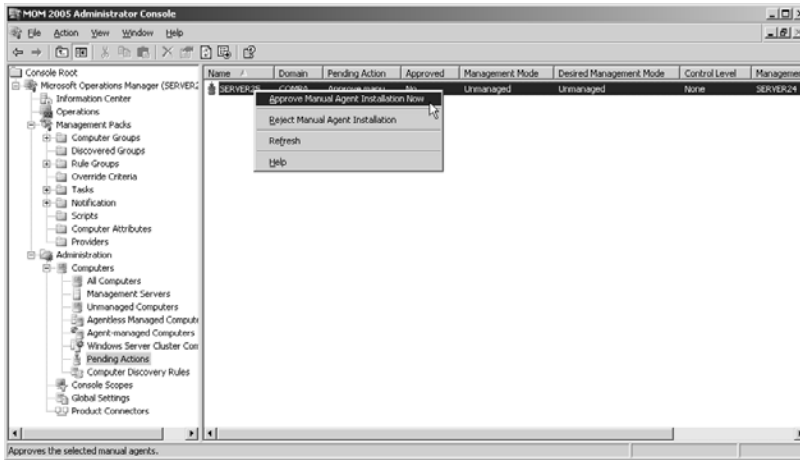 MOM 2005 Administrator Console
File Action View Window Help
Console Root
Microsoft Operations Manager (SERVER2
Information Center
Operations
Management Packs
Computer Groups
Discovered Groups
Rule Groups
Override Criteria
Tasks
Notification
Scripts
Computer Attributes
Providers
Administration
Computers
All Computers
Management Servers
Unmanaged Computers
Agentless Managed Compute
Agent-managed Computers
Windows Server Cluster Com
Pending Actions
Computer Discovery Rules
Console Scopes
Global Settings
Product Connectors
Name Domain Pending Action Approved Management Mode Desired Management Mode Control Level Manageme
SERVER25 COMPA Approve manu No Unmanaged Unmanaged None SERVER24
Approve Manual Agent Installation Now
Reject Manual Agent Installation
Refresh
Help
Approves the selected manual agents.